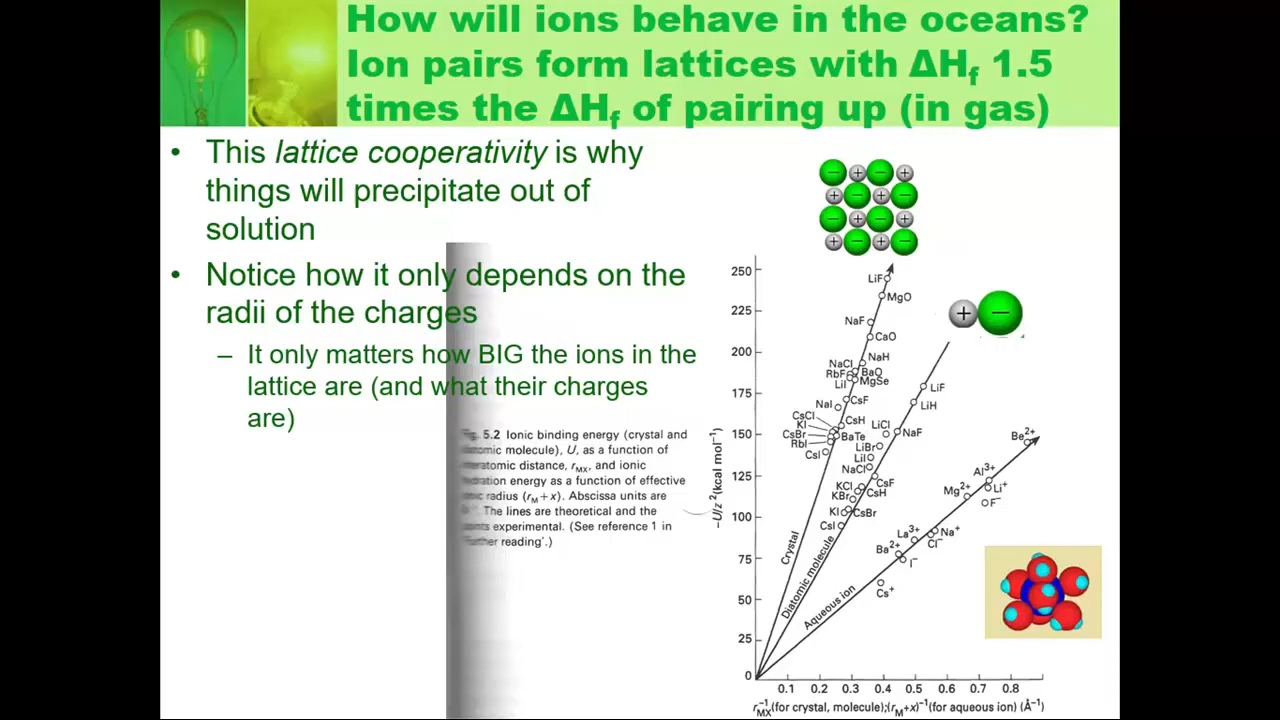 How will ions behave in the oceans?
Ion pairs form lattices with ΔHf 1.5
times the ΔHf of pairing up (in gas)
• This lattice cooperativity is why
things will precipitate out of
solution
• Notice how it only depends on the
radii of the charges
– It only matters how BIG the ions in the
lattice are (and what their charges
are)
5.2 Ionic binding energy (crystal and
molecule), U, as a function of
distance, rMX, and ionic
energy as a function of effective
radius (rM+x). Abscissa units are
The lines are theoretical and the
experimental. (See reference 1 in
reading'.)
−U/z² (kcal mol⁻¹)
250
225
200
175
150
125
100
75
50
25
0
LiF
MgO
NaF
CaO
NaH
NaCl
BaO
RbF
MgSe
LiI
CsF
NaI
CsCl
CsH
KI
CsBr
BaTe
RbI
CsI
Crystal
LiF
LiH
LiCl
NaF
LiBr
LiI
NaCl
CsF
KCl
CsH
KBr
KI
CsBr
CsI
Diatomic molecule
Be²⁺
Al³⁺
Li⁺
Mg²⁺
F⁻
La³⁺
Na⁺
Cl⁻
Ba²⁺
I⁻
Cs⁺
Aqueous ion
0.1 0.2 0.3 0.4 0.5 0.6 0.7 0.8
r⁻¹MX (for crystal, molecule);(rM+x)⁻¹(for aqueous ion) (Å⁻¹)